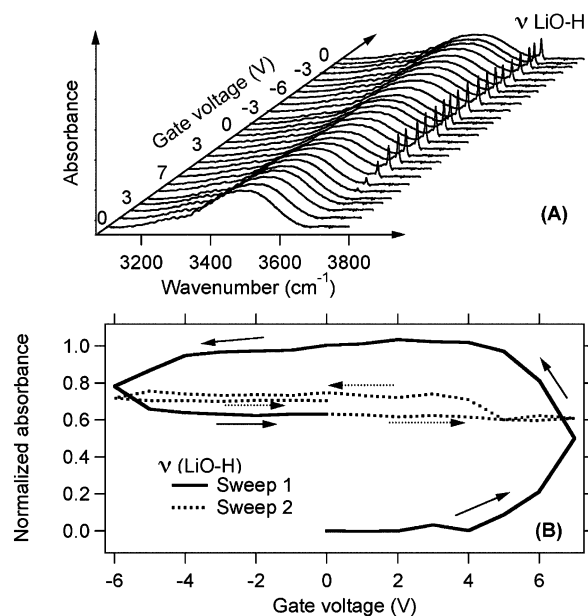 ν LiO-H
Absorbance
Gate voltage (V)
0 3 7 3 0 -3 -6 -3 0
(A)
3200 3400 3600 3800
Wavenumber (cm-1)
Normalized absorbance
1.0
0.8
0.6
0.4
0.2
0.0
ν (LiO-H)
Sweep 1
Sweep 2
(B)
-6 -4 -2 0 2 4 6
Gate voltage (V)